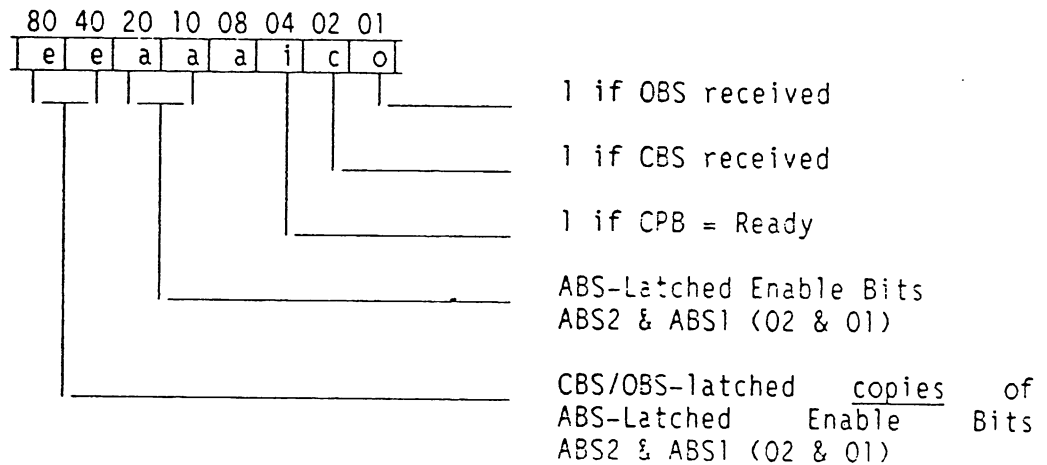 80 40 20 10 08 04 02 01
e e a a a i c o
1 if OBS received
1 if CBS received
1 if CPB = Ready
ABS-Latched Enable Bits
ABS2 & ABS1 (02 & 01)
CBS/OBS-latched copies of
ABS-Latched Enable Bits
ABS2 & ABS1 (02 & 01)